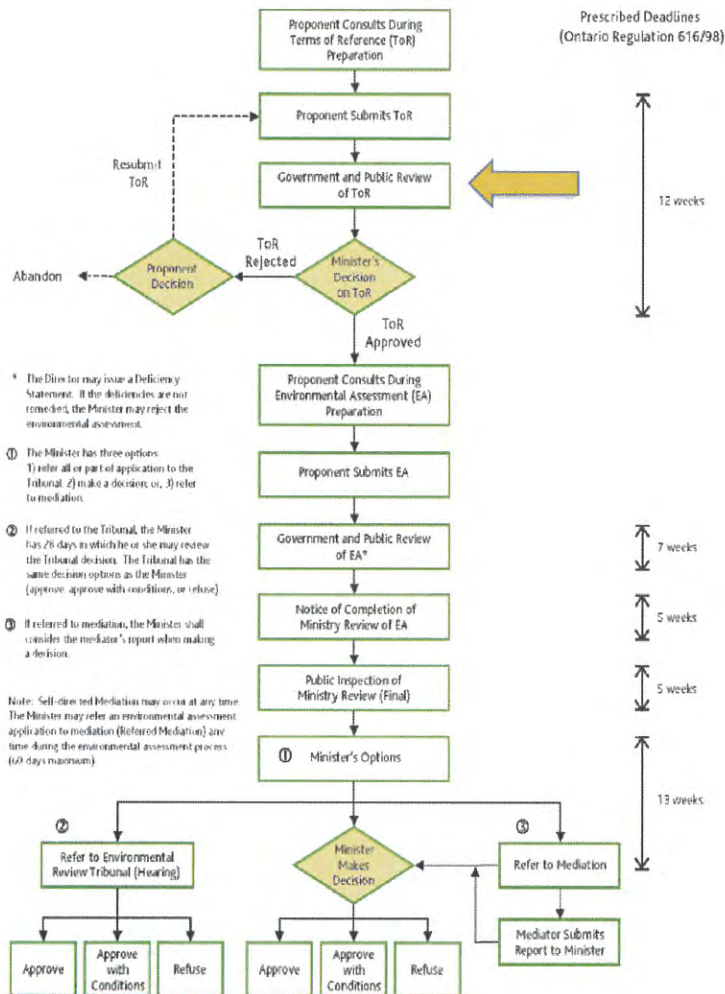 Proponent Consults During
Terms of Reference (ToR)
Preparation
Prescribed Deadlines
(Ontario Regulation 616/98)
Proponent Submits ToR
Resubmit
ToR
Government and Public Review
of ToR
12 weeks
Abandon
Proponent
Decision
ToR
Rejected
Minister's
Decision
on ToR
ToR
Approved
* The Director may issue a Deficiency
Statement. If the deficiencies are not
remedied, the Minister may reject the
environmental assessment.
Proponent Consults During
Environmental Assessment (EA)
Preparation
① The Minister has three options
1) refer all or part of application to the
Tribunal; 2) make a decision; or, 3) refer
to mediation.
Proponent Submits EA
② If referred to the Tribunal, the Minister
has 28 days in which he or she may review
the Tribunal decision. The Tribunal has the
same decision options as the Minister
(approve, approve with conditions, or refuse)
Government and Public Review
of EA*
7 weeks
③ If referred to mediation, the Minister shall
consider the mediator's report when making
a decision.
Notice of Completion of
Ministry Review of EA
5 weeks
Note: Self-directed Mediation may occur at any time.
The Minister may refer an environmental assessment
application to mediation (Referred Mediation) any
time during the environmental assessment process
(60 days maximum)
Public Inspection of
Ministry Review (Final)
5 weeks
① Minister's Options
13 weeks
②
Refer to Environmental
Review Tribunal (Hearing)
Minister
Makes
Decision
③
Refer to Mediation
Mediator Submits
Report to Minister
Approve
Approve
with
Conditions
Refuse
Approve
Approve
with
Conditions
Refuse